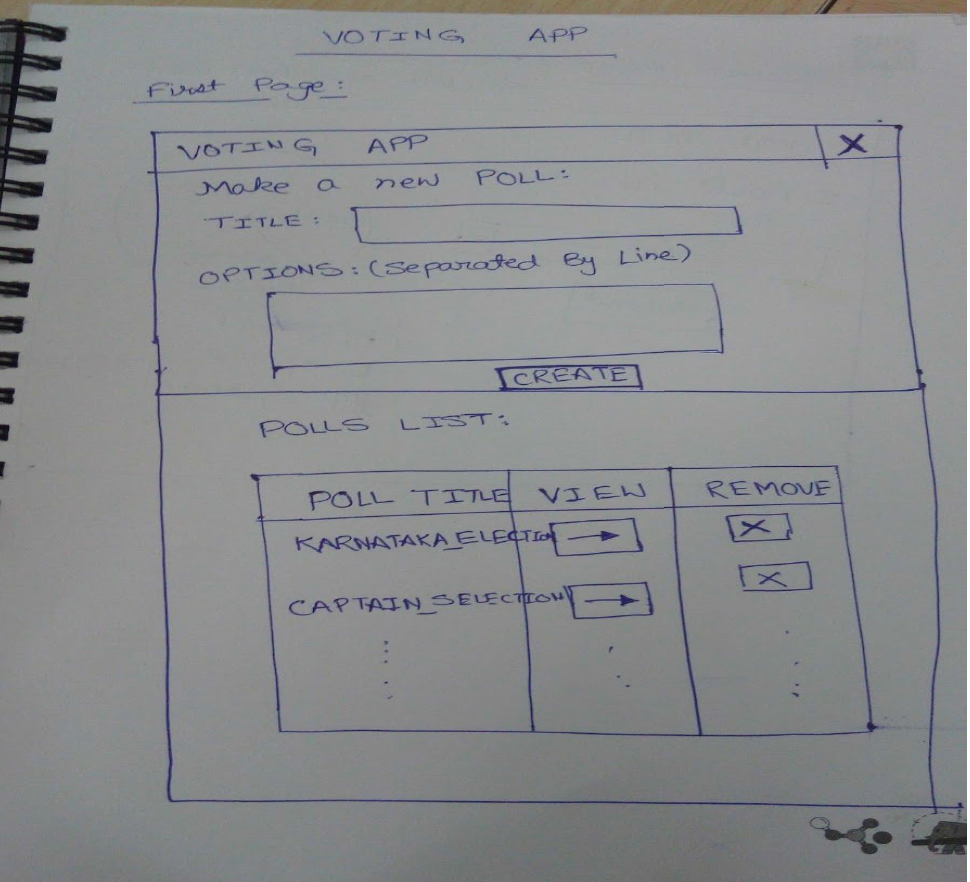 VOTING APP
First Page:
VOTING APP X
Make a new POLL:
TITLE:
OPTIONS: (Separated By Line)
CREATE
POLLS LIST:
POLL TITLE VIEW REMOVE
KARNATAKA_ELECTION → X
CAPTAIN_SELECTION → X